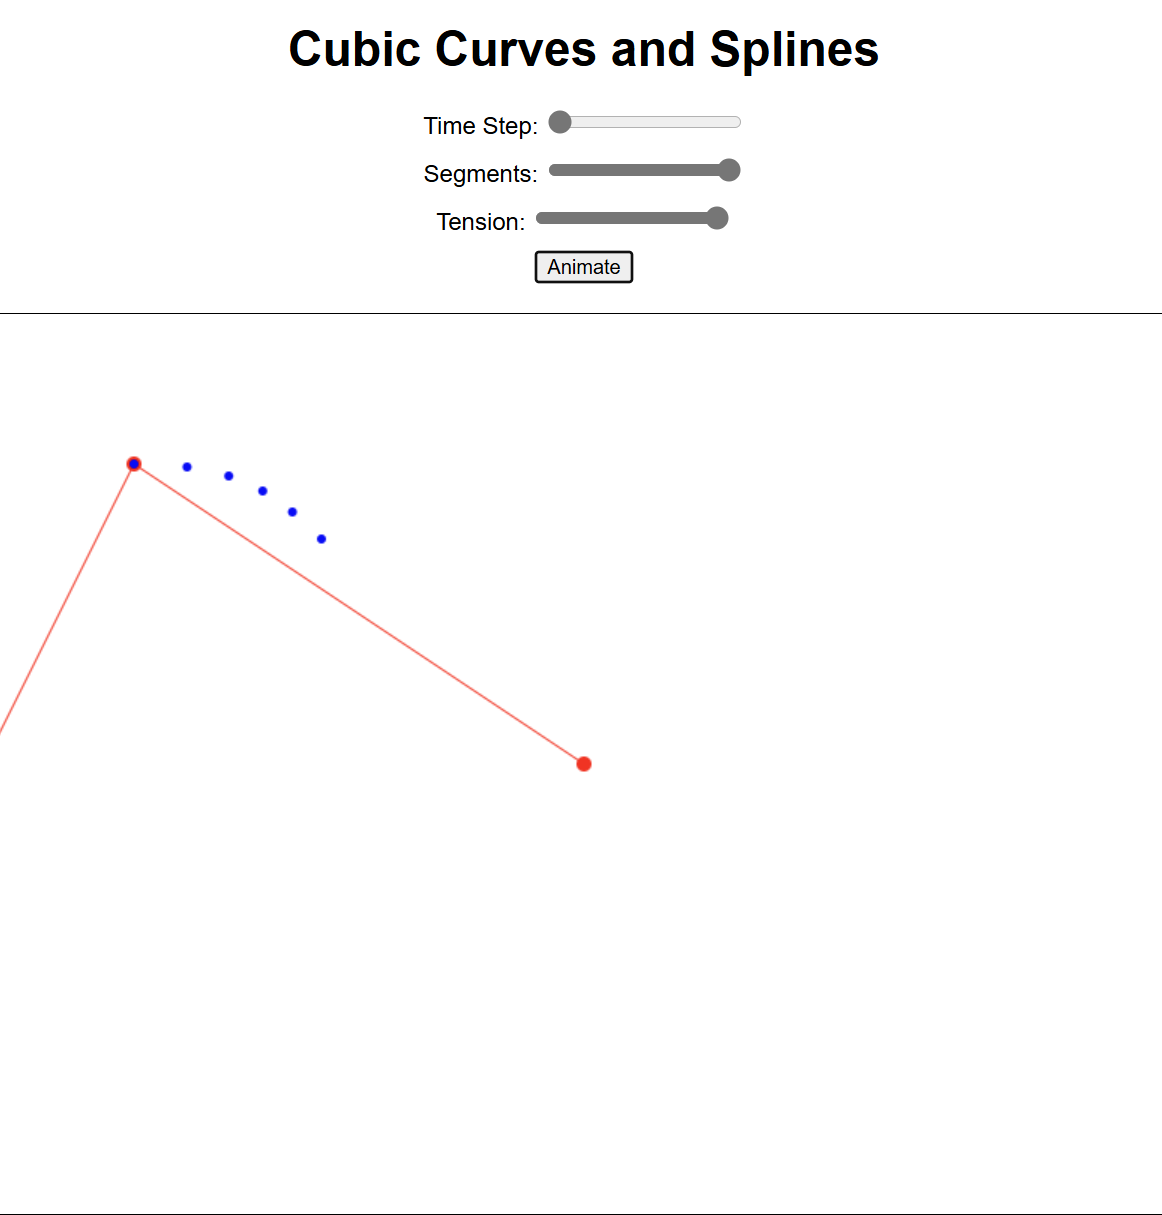 Cubic Curves and Splines
Time Step:
Segments:
Tension:
Animate